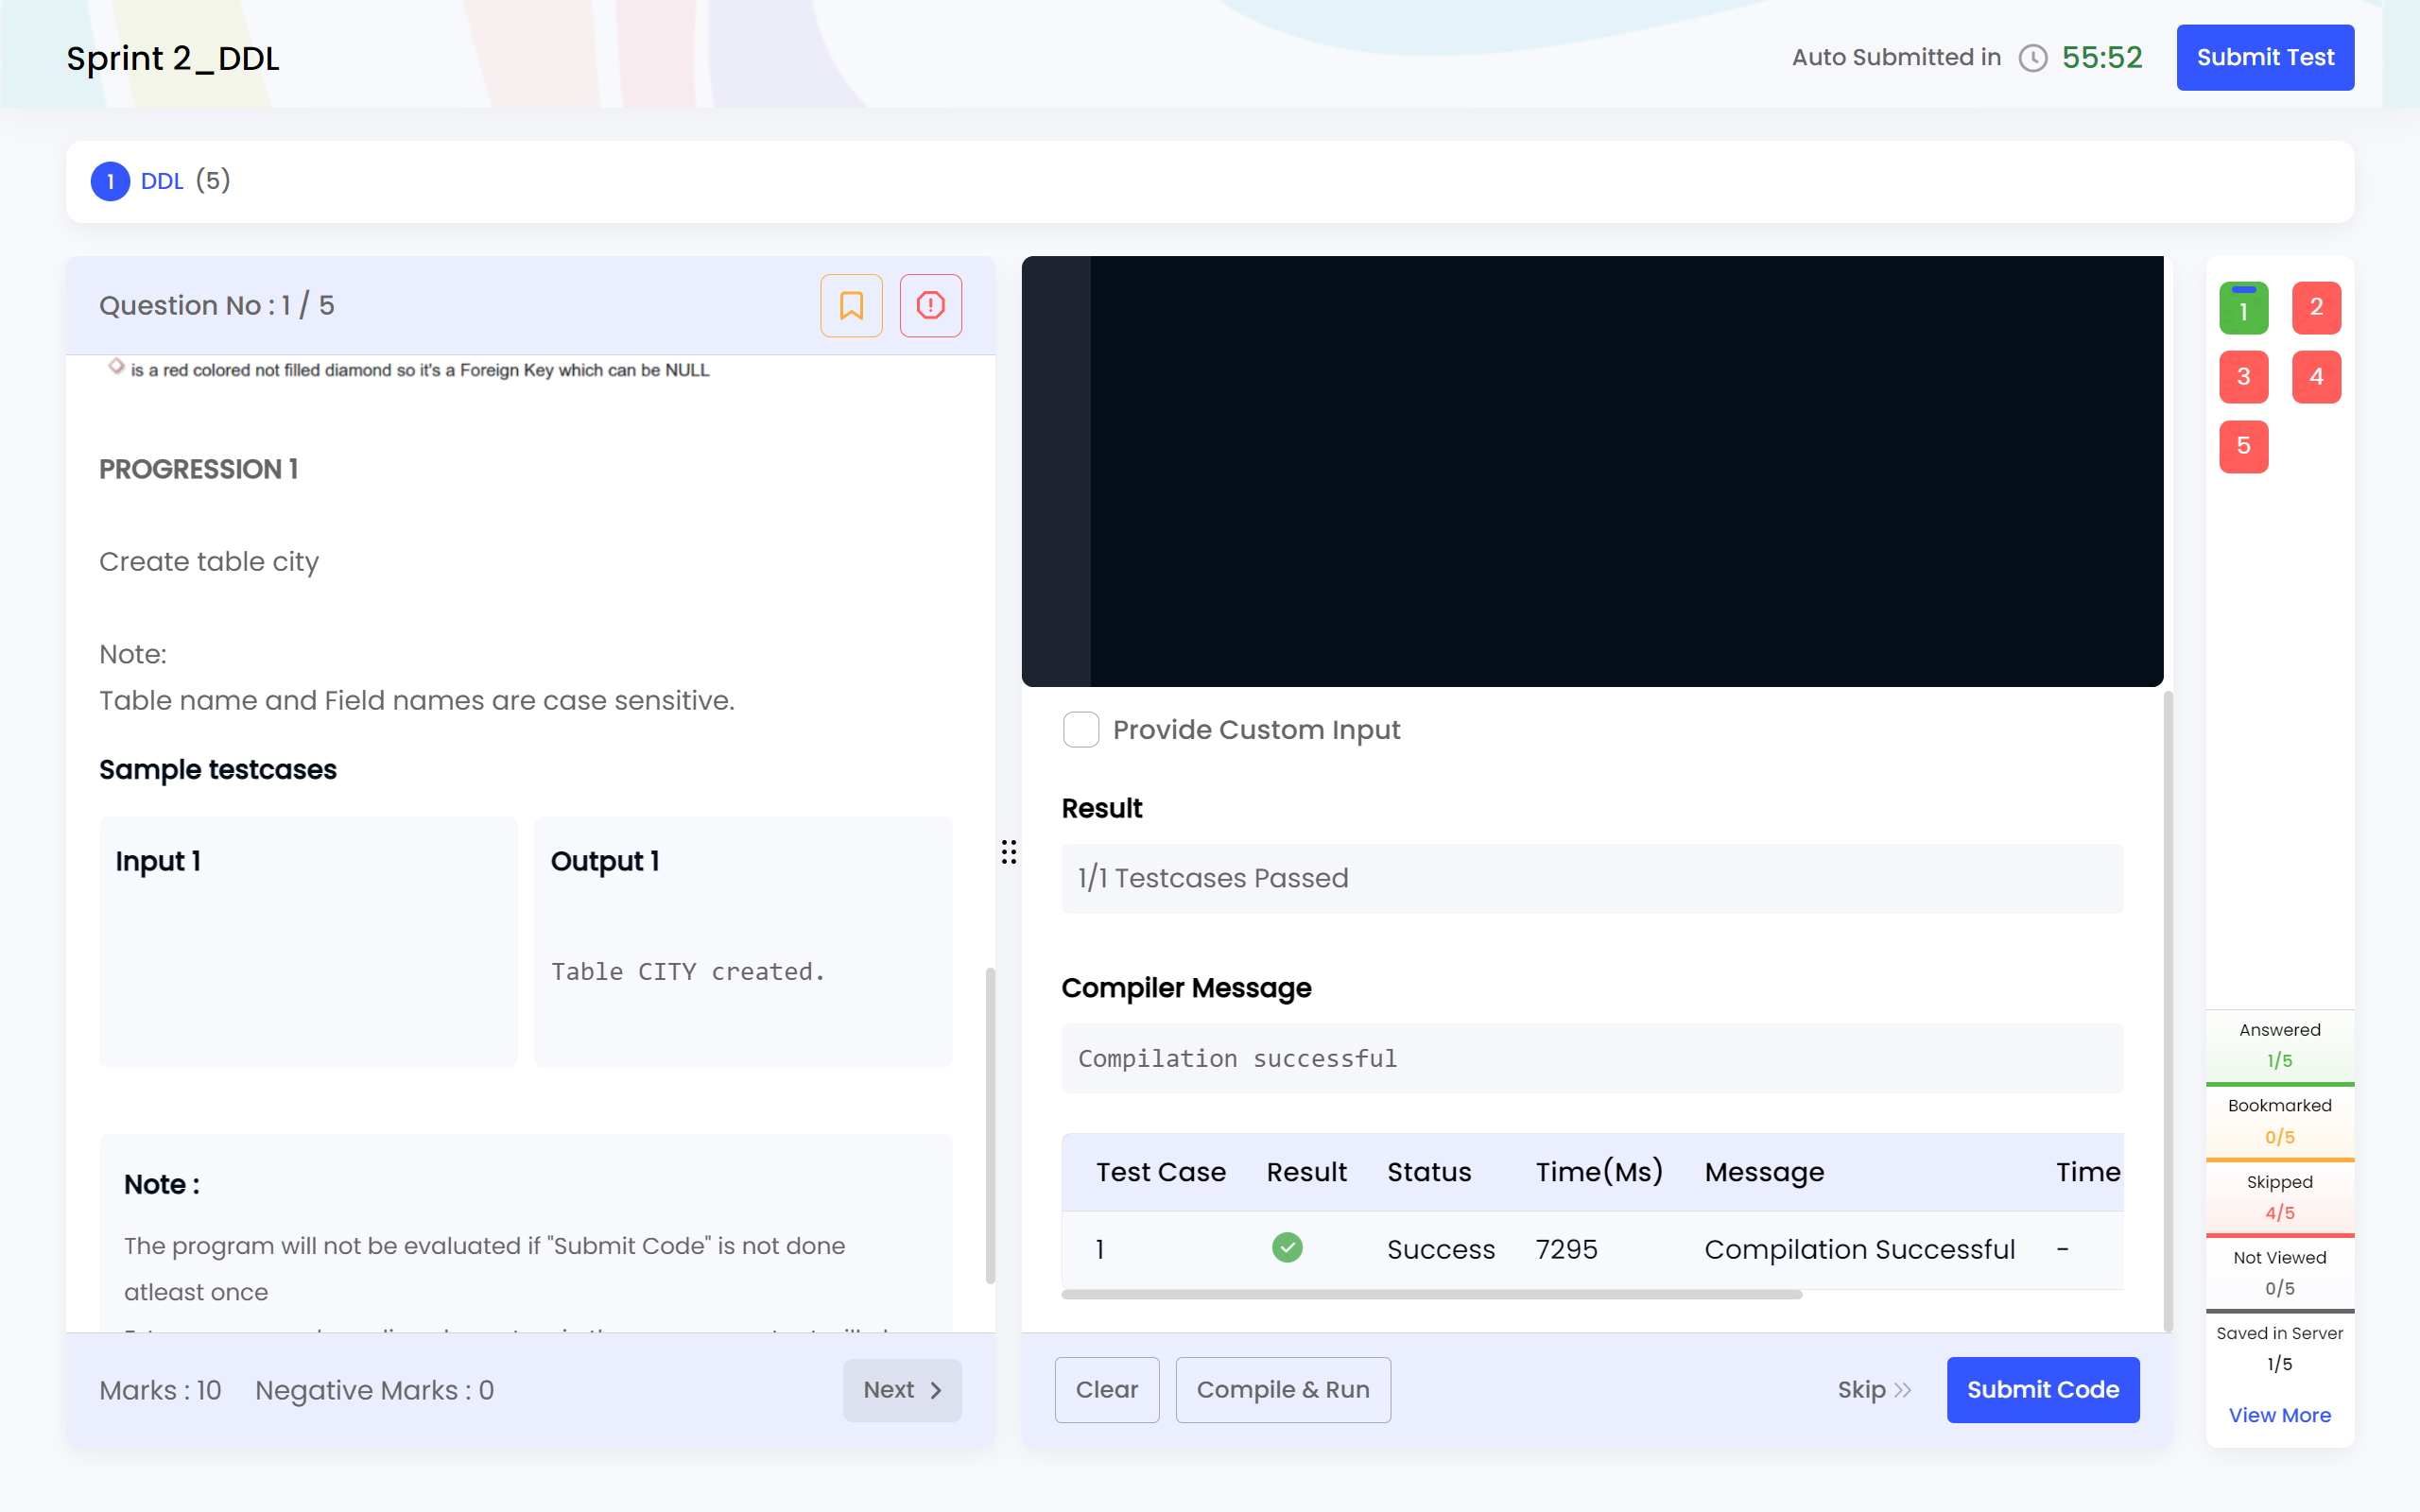 Sprint 2_DDL
Auto Submitted in 55:52
Submit Test
1 DDL (5)
Question No : 1 / 5
is a red colored not filled diamond so it's a Foreign Key which can be NULL
PROGRESSION 1
Create table city
Note:
Table name and Field names are case sensitive.
Sample testcases
Input 1
Output 1
Table CITY created.
Note :
The program will not be evaluated if "Submit Code" is not done
atleast once
Marks : 10 Negative Marks : 0
Next
Provide Custom Input
Result
1/1 Testcases Passed
Compiler Message
Compilation successful
Test Case Result Status Time(Ms) Message Time
1 Success 7295 Compilation Successful -
Clear
Compile & Run
Skip
Submit Code
1 2
3 4
5
Answered
1/5
Bookmarked
0/5
Skipped
4/5
Not Viewed
0/5
Saved in Server
1/5
View More